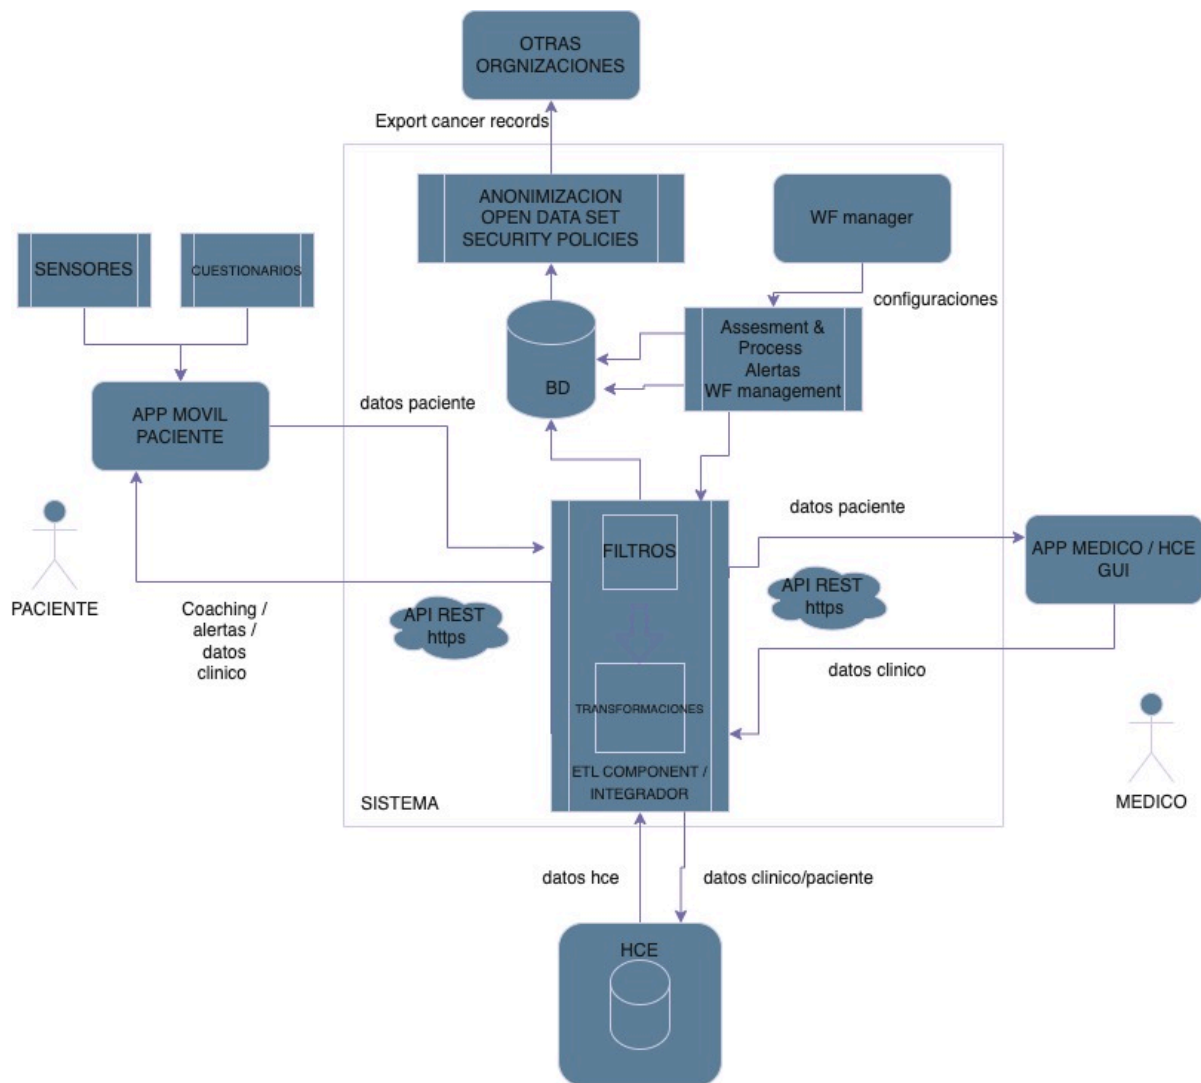 OTRAS
ORGNIZACIONES
Export cancer records
ANONIMIZACION
OPEN DATA SET
SECURITY POLICIES
WF manager
SENSORES
CUESTIONARIOS
configuraciones
Assesment &
Process
Alertas
WF management
BD
APP MOVIL
PACIENTE
datos paciente
datos paciente
FILTROS
APP MEDICO / HCE
GUI
API REST
https
API REST
https
PACIENTE
Coaching /
alertas /
datos
clinico
datos clinico
TRANSFORMACIONES
ETL COMPONENT /
INTEGRADOR
SISTEMA
MEDICO
datos hce
datos clinico/paciente
HCE